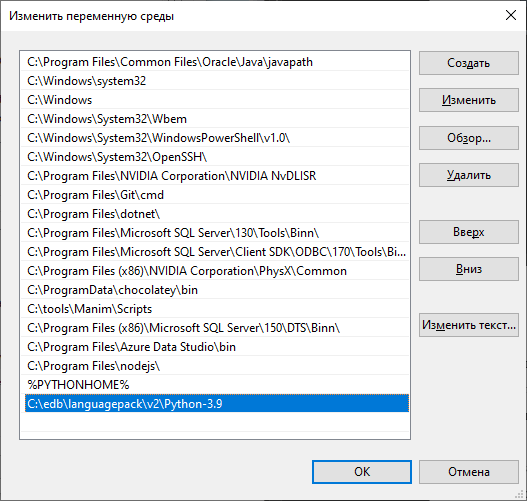 Изменить переменную среды
C:\Program Files\Common Files\Oracle\Java\javapath
C:\Windows\system32
C:\Windows
C:\Windows\System32\Wbem
C:\Windows\System32\WindowsPowerShell\v1.0\
C:\Windows\System32\OpenSSH\
C:\Program Files\NVIDIA Corporation\NVIDIA NvDLISR
C:\Program Files\Git\cmd
C:\Program Files\dotnet\
C:\Program Files\Microsoft SQL Server\130\Tools\Binn\
C:\Program Files\Microsoft SQL Server\Client SDK\ODBC\170\Tools\Bi...
C:\Program Files (x86)\NVIDIA Corporation\PhysX\Common
C:\ProgramData\chocolatey\bin
C:\tools\Manim\Scripts
C:\Program Files (x86)\Microsoft SQL Server\150\DTS\Binn\
C:\Program Files\Azure Data Studio\bin
C:\Program Files\nodejs\
%PYTHONHOME%
C:\edb\languagepack\v2\Python-3.9
Создать
Изменить
Обзор...
Удалить
Вверх
Вниз
Изменить текст...
ОК
Отмена